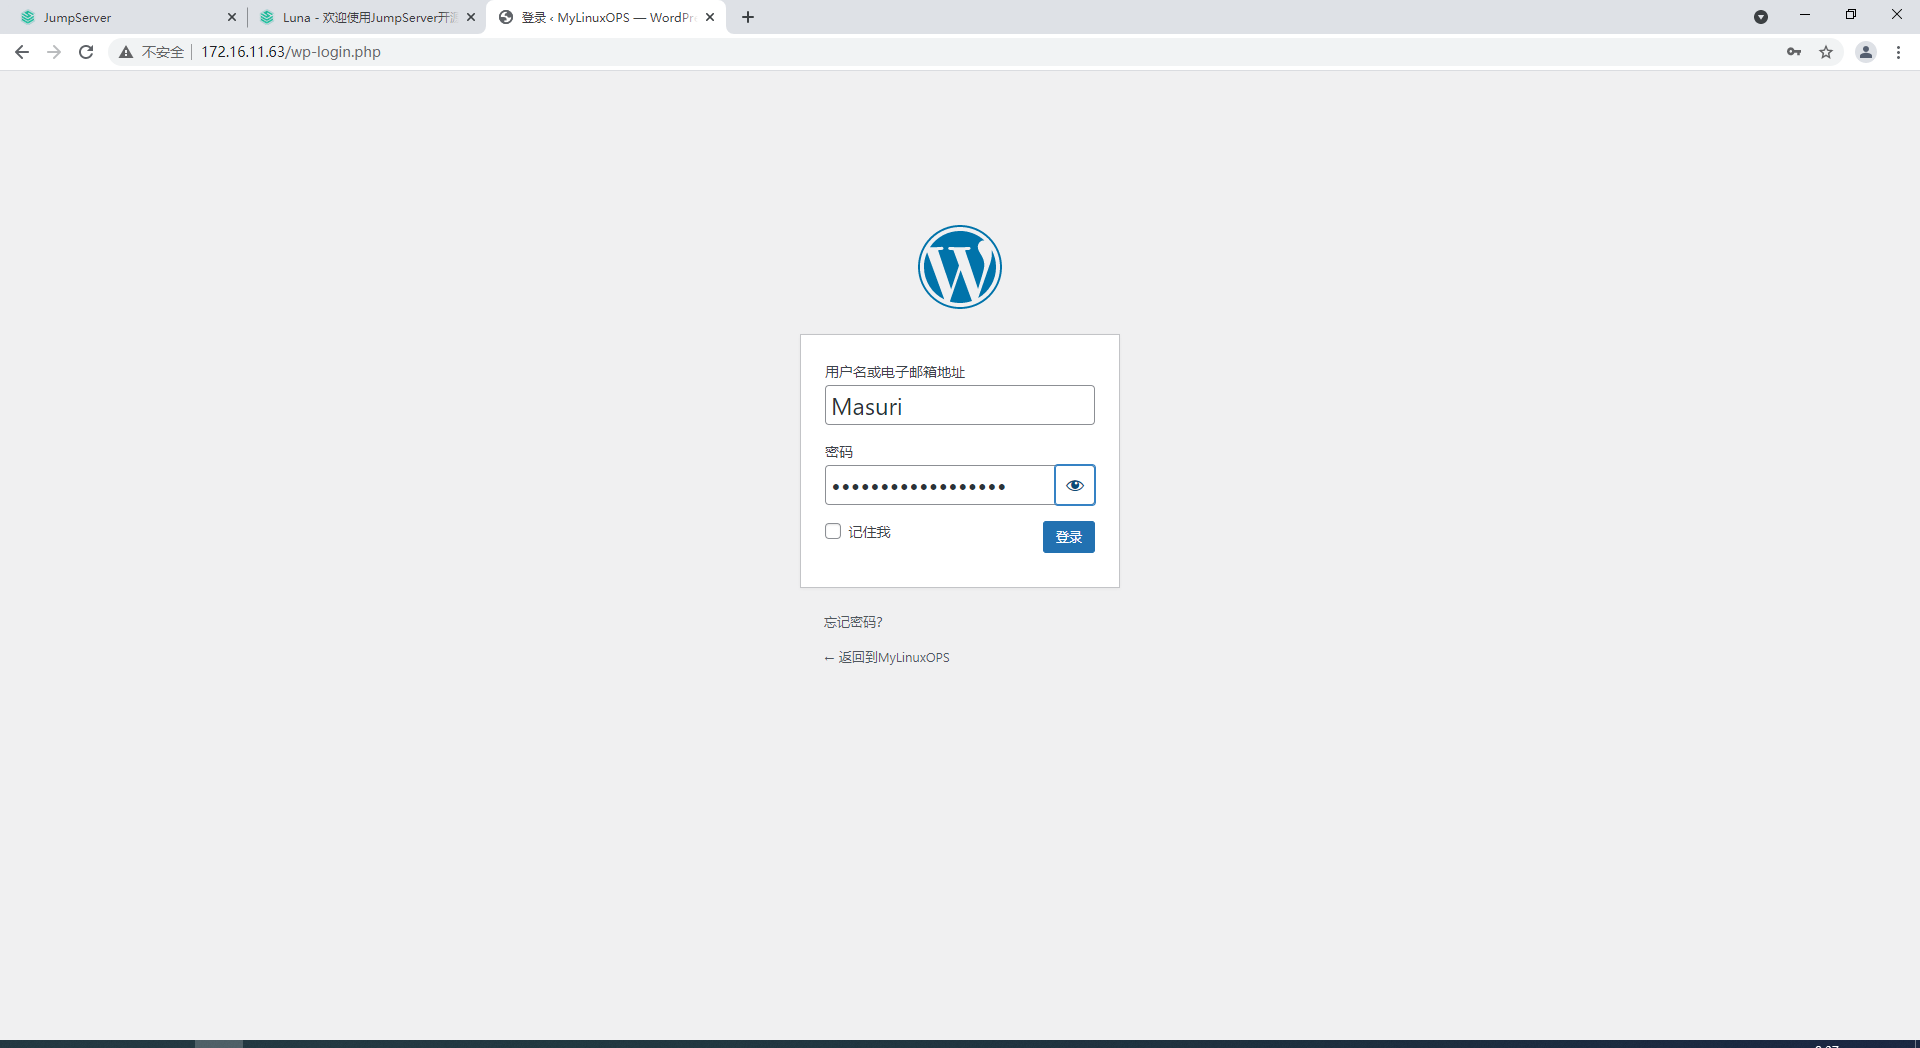 JumpServer
Luna - 欢迎使用JumpServer开源
登录 ‹ MyLinuxOPS — WordPr
不安全
172.16.11.63/wp-login.php
用户名或电子邮箱地址
Masuri
密码
••••••••••••••••••
记住我
登录
忘记密码？
← 返回到MyLinuxOPS